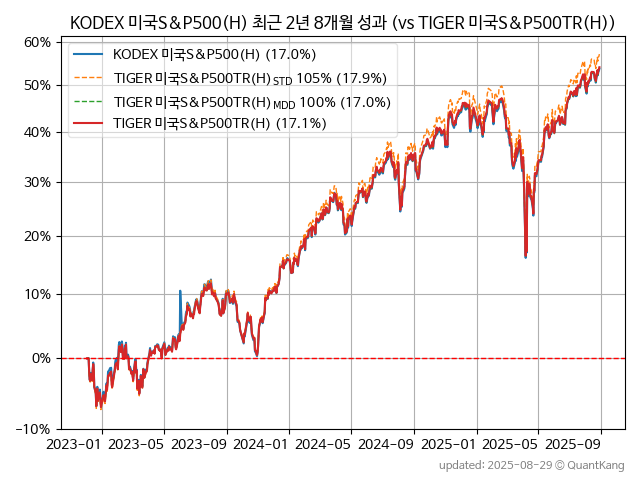 KODEX 미국S&P500(H) 최근 2년 8개월 성과 (vs TIGER 미국S&P500TR(H))
KODEX 미국S&P500(H) (17.0%)
TIGER 미국S&P500TR(H) STD 105% (17.9%)
TIGER 미국S&P500TR(H) MDD 100% (17.0%)
TIGER 미국S&P500TR(H) (17.1%)
60%
50%
40%
30%
20%
10%
0%
−10%
2023-01 2023-05 2023-09 2024-01 2024-05 2024-09 2025-01 2025-05 2025-09
updated: 2025-08-29 © QuantKang